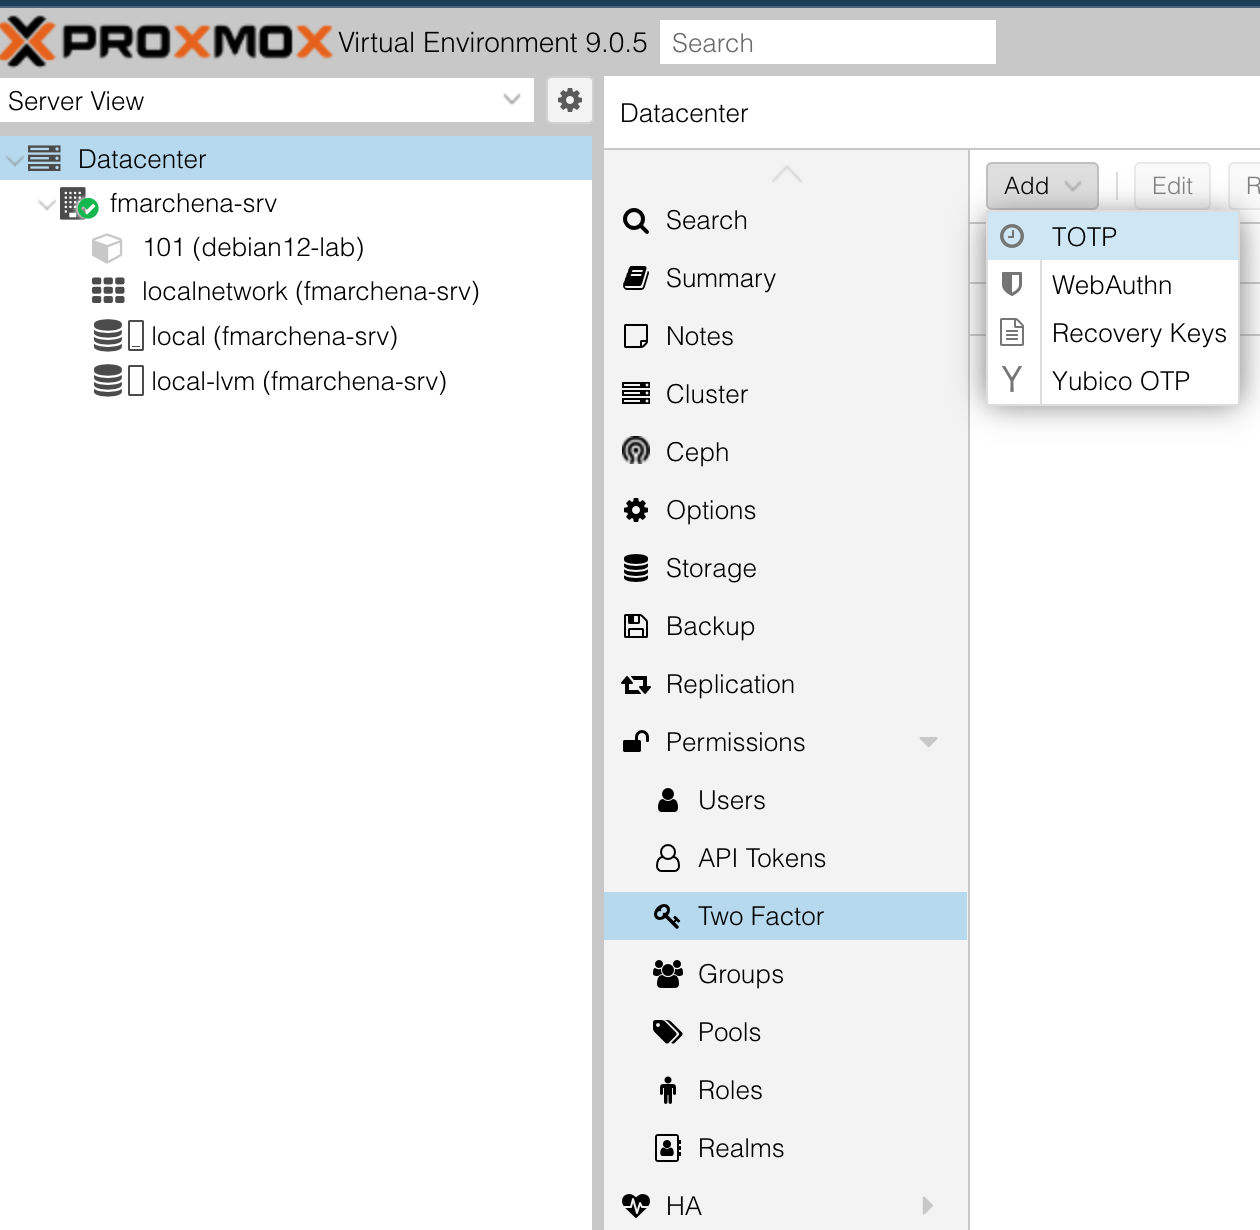 PROXMOX Virtual Environment 9.0.5 Search
Server View
Datacenter
fmarchena-srv
101 (debian12-lab)
localnetwork (fmarchena-srv)
local (fmarchena-srv)
local-lvm (fmarchena-srv)
Datacenter
Search
Summary
Notes
Cluster
Ceph
Options
Storage
Backup
Replication
Permissions
Users
API Tokens
Two Factor
Groups
Pools
Roles
Realms
HA
Add Edit R
TOTP
WebAuthn
Recovery Keys
Yubico OTP